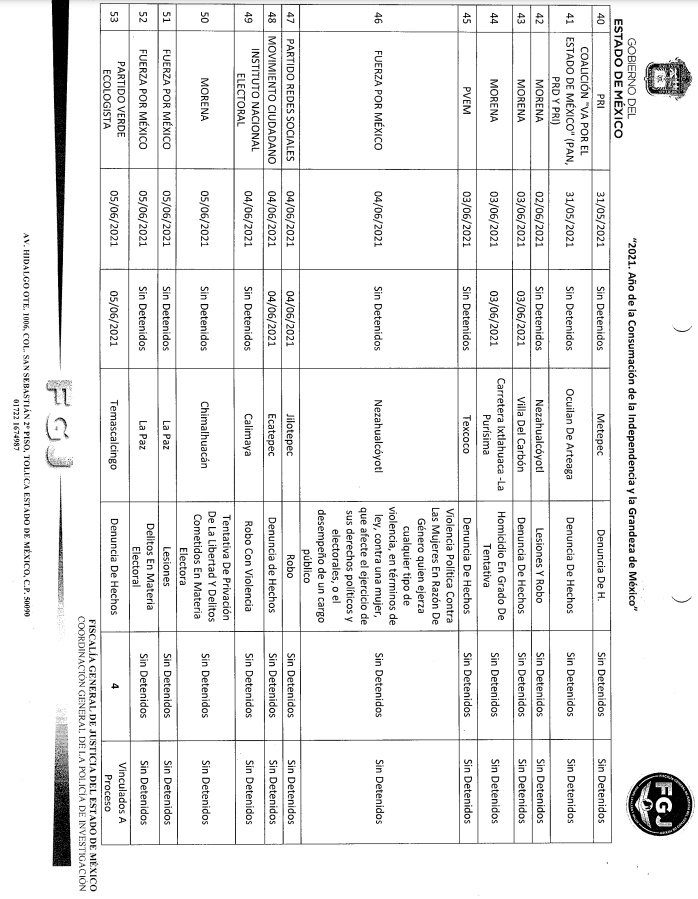 GOBIERNO DEL
ESTADO DE MÉXICO
"2021. Año de la Consumación de la Independencia y la Grandeza de México"
FGJ
40 PRI 31/05/2021 Sin Detenidos Metepec Denuncia De H. Sin Detenidos Sin Detenidos
41 COALICIÓN "VA POR EL
ESTADO DE MÉXICO" (PAN,
PRD Y PRI) 31/05/2021 Sin Detenidos Ocuilan De Arteaga Denuncia De Hechos Sin Detenidos Sin Detenidos
42 MORENA 02/06/2021 Sin Detenidos Nezahualcóyotl Lesiones Y Robo Sin Detenidos Sin Detenidos
43 MORENA 03/06/2021 03/06/2021 Villa Del Carbón Denuncia De Hechos Sin Detenidos Sin Detenidos
44 MORENA 03/06/2021 03/06/2021 Carretera Ixtlahuaca -La
Purísima Homicidio En Grado De
Tentativa Sin Detenidos Sin Detenidos
45 PVEM 03/06/2021 Sin Detenidos Texcoco Denuncia De Hechos Sin Detenidos Sin Detenidos
46 FUERZA POR MÉXICO 04/06/2021 Sin Detenidos Nezahualcóyotl Violencia Política Contra
Las Mujeres En Razón De
Género quien ejerza
cualquier tipo de
violencia, en términos de
ley, contra una mujer,
que afecte el ejercicio de
sus derechos políticos y
electorales, o el
desempeño de un cargo
público Sin Detenidos Sin Detenidos
47 PARTIDO REDES SOCIALES 04/06/2021 04/06/2021 Jilotepec Robo Sin Detenidos Sin Detenidos
48 MOVIMIENTO CIUDADANO 04/06/2021 04/06/2021 Ecatepec Denuncia de Hechos Sin Detenidos Sin Detenidos
49 INSTITUTO NACIONAL
ELECTORAL 04/06/2021 Sin Detenidos Calimaya Robo Con Violencia Sin Detenidos Sin Detenidos
50 MORENA 05/06/2021 Sin Detenidos Chimalhuacán Tentativa De Privación
De La Libertad Y Delitos
Cometidos En Materia
Electora Sin Detenidos Sin Detenidos
51 FUERZA POR MÉXICO 05/06/2021 Sin Detenidos La Paz Lesiones Sin Detenidos Sin Detenidos
52 FUERZA POR MÉXICO 05/06/2021 Sin Detenidos La Paz Delitos En Materia
Electoral Sin Detenidos Sin Detenidos
53 PARTIDO VERDE
ECOLOGISTA 05/06/2021 05/06/2021 Temascalcingo Denuncia De Hechos 4 Vinculados A
Proceso
FISCALÍA GENERAL DE JUSTICIA DEL ESTADO DE MÉXICO
COORDINACIÓN GENERAL DE LA POLICIA DE INVESTIGACIÓN
FGJ
AV. HIDALGO OTE. 1006, COL. SAN SEBASTIÁN 2º PISO, TOLUCA ESTADO DE MÉXICO, C.P. 50090
01722 1674987